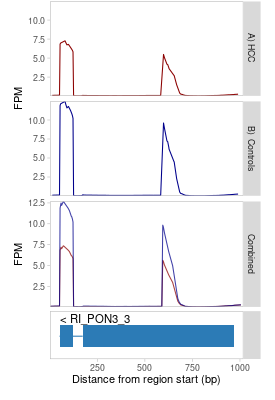 10.0
7.5
5.0
2.5
FPM
A) HCC
10.0
7.5
5.0
2.5
B) Controls
12.5
10.0
7.5
5.0
2.5
FPM
Combined
< RI_PON3_3
250
500
750
1000
Distance from region start (bp)